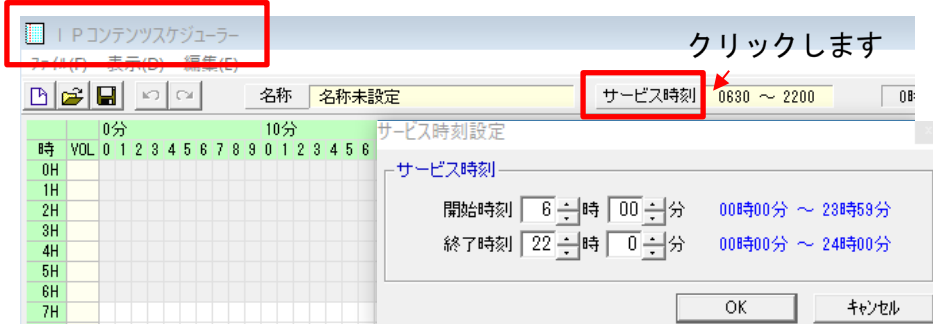 IPコンテンツスケジューラー
クリックします
ファイル(F) 表示(D) 編集(E)
名称 名称未設定 サービス時刻 0630 ～ 2200
0分 10分
時 VOL 0 1 2 3 4 5 6 7 8 9 0 1 2 3 4 5 6
サービス時刻設定
0H
サービス時刻
1H
2H
開始時刻 6 時 00 分 00時00分 ～ 23時59分
3H
4H
終了時刻 22 時 0 分 00時00分 ～ 24時00分
5H
6H
7H
OK キャンセル